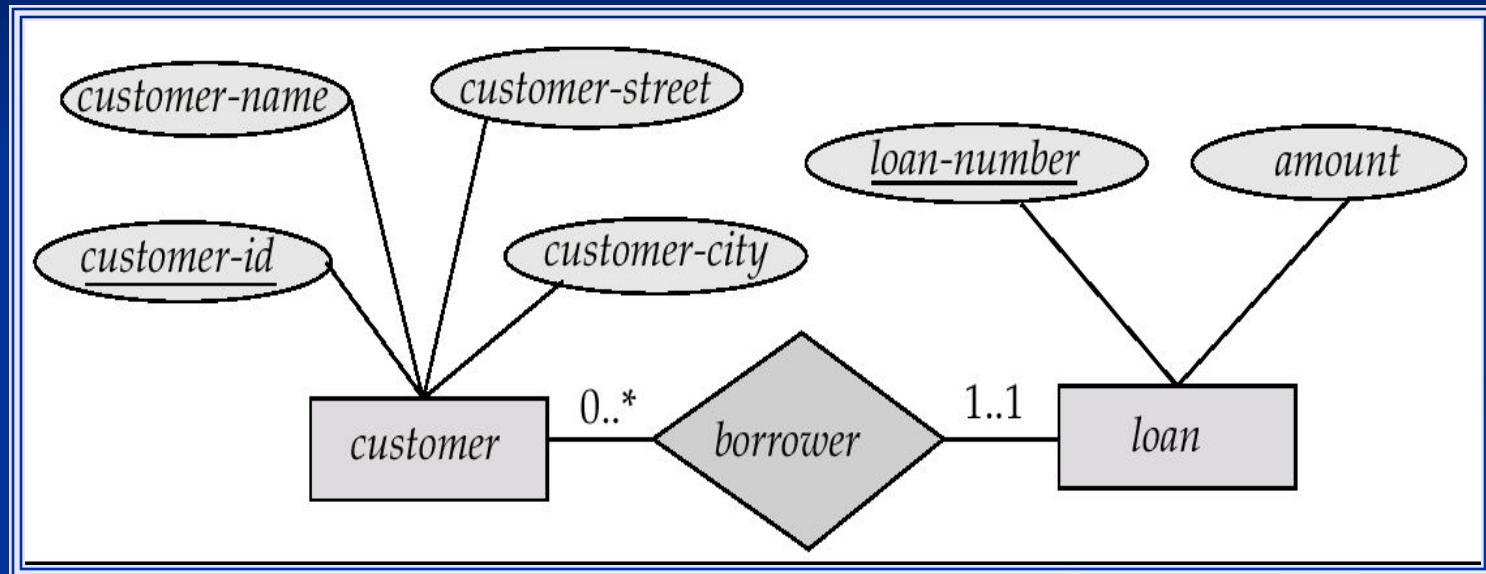 customer-name
customer-street
loan-number
amount
customer-id
customer-city
0..*
1..1
customer
borrower
loan